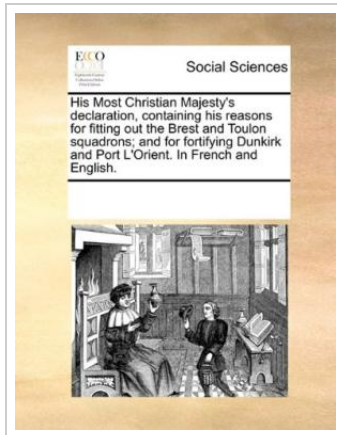 ECCO
Social Sciences
His Most Christian Majesty's
declaration, containing his reasons
for fitting out the Brest and Toulon
squadrons; and for fortifying Dunkirk
and Port L'Orient. In French and
English.